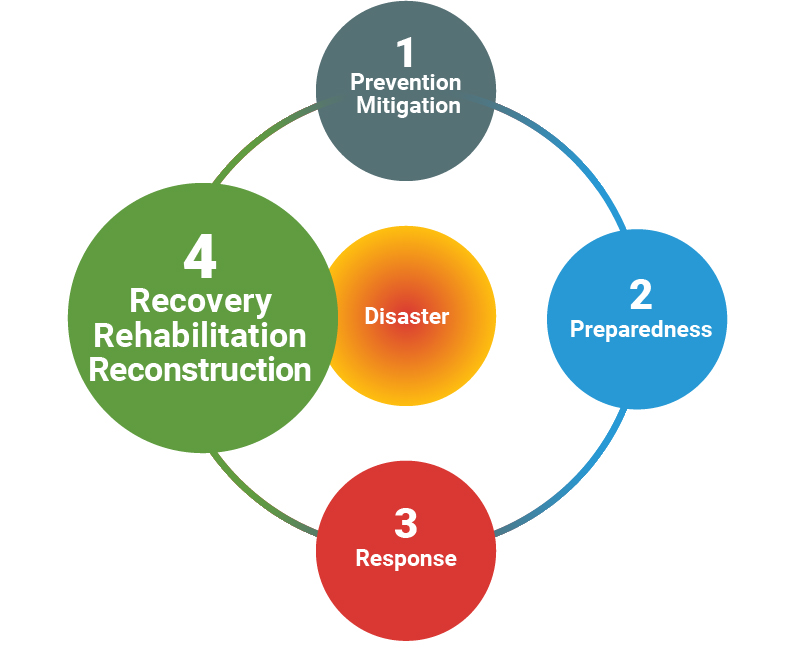 1
Prevention
Mitigation
2
Preparedness
Disaster
4
Recovery
Rehabilitation
Reconstruction
3
Response